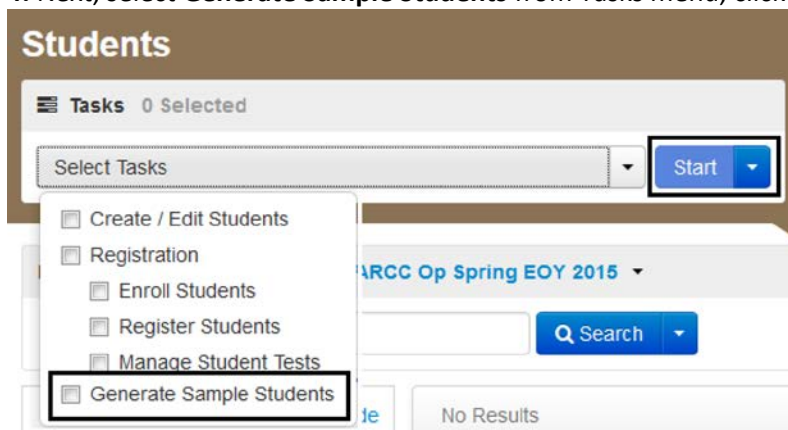 Students
Tasks 0 Selected
Select Tasks
Start
Create / Edit Students
Registration
Enroll Students
Register Students
Manage Student Tests
Generate Sample Students
ARCC Op Spring EOY 2015
Search
No Results